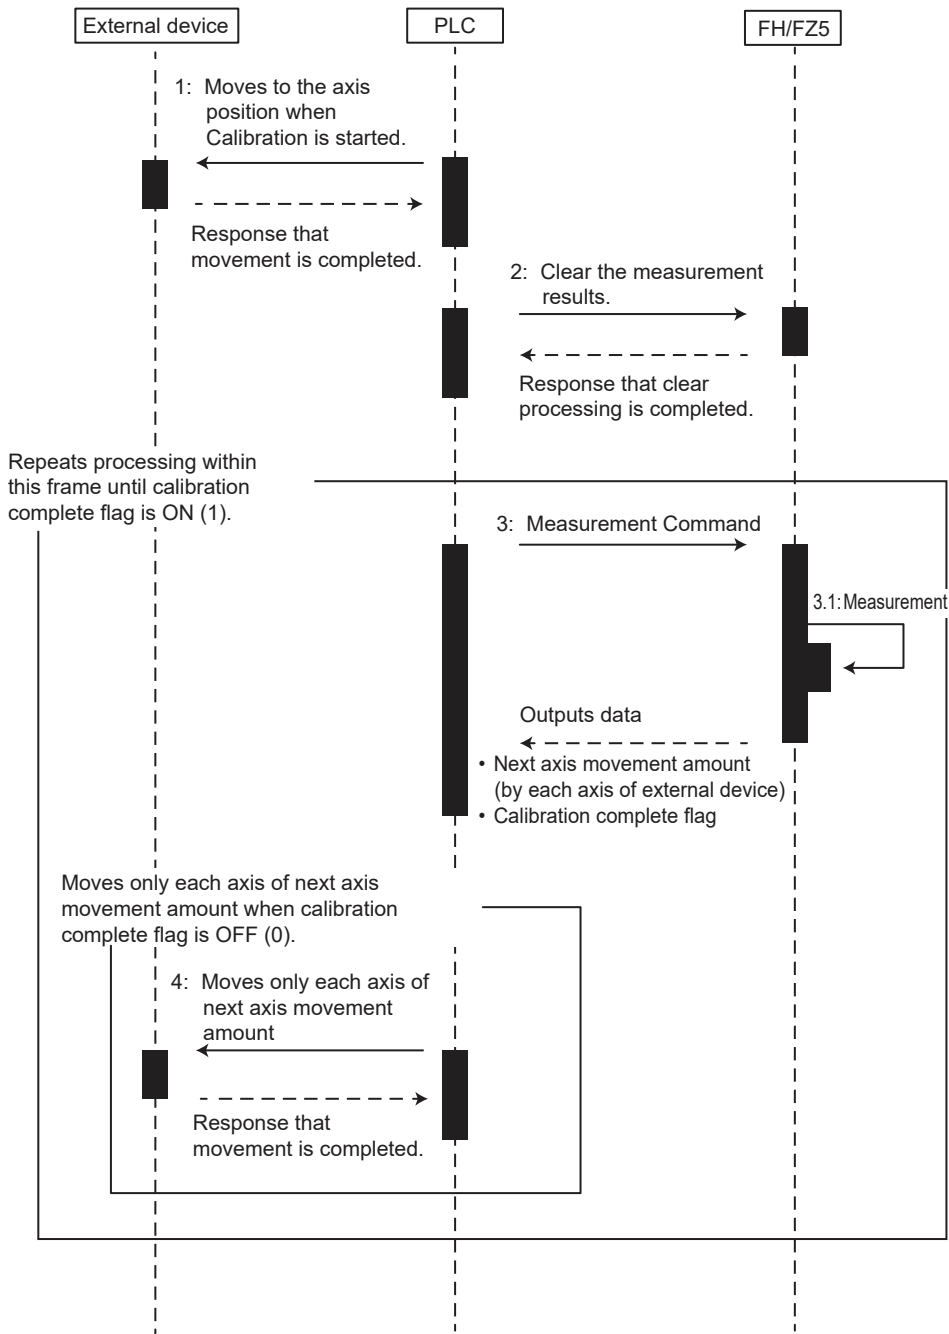 External device
PLC
FH/FZ5
1: Moves to the axis
position when
Calibration is started.
Response that
movement is completed.
2: Clear the measurement
results.
Response that clear
processing is completed.
Repeats processing within
this frame until calibration
complete flag is ON (1).
3: Measurement Command
3.1: Measurement
Outputs data
• Next axis movement amount
(by each axis of external device)
• Calibration complete flag
Moves only each axis of next axis
movement amount when calibration
complete flag is OFF (0).
4: Moves only each axis of
next axis movement
amount
Response that
movement is completed.